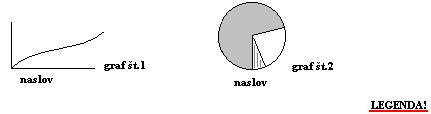 graf št.1
naslov
graf št.2
naslov
LEGENDA!